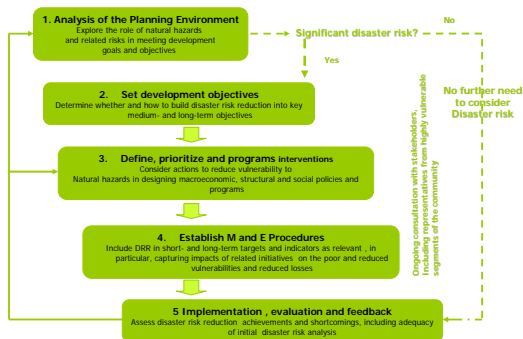 1. Analysis of the Planning Environment
Explore the role of natural hazards
and related risks in meeting development
goals and objectives
Significant disaster risk?
No
Yes
2. Set development objectives
Determine whether and how to build disaster risk reduction into key
medium- and long-term objectives
No further need
to consider
Disaster risk
3. Define, prioritize and programs interventions
Consider actions to reduce vulnerability to
Natural hazards in designing macroeconomic, structural and social policies and
programs
Ongoing consultation with stakeholders,
Including representatives from highly vulnerable
segments of the community
4. Establish M and E Procedures
Include DRR in short- and long-term targets and indicators as relevant , in
particular, capturing impacts of related initiatives on the poor and reduced
vulnerabilities and reduced losses
5 Implementation , evaluation and feedback
Assess disaster risk reduction achievements and shortcomings, including adequacy
of initial disaster risk analysis